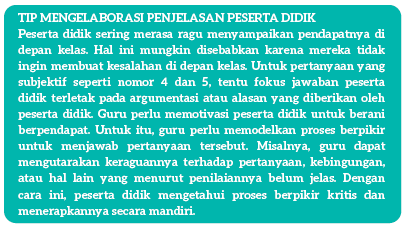 TIP MENGELABORASI PENJELASAN PESERTA DIDIK
Peserta didik sering merasa ragu menyampaikan pendapatnya di
depan kelas. Hal ini mungkin disebabkan karena mereka tidak
ingin membuat kesalahan di depan kelas. Untuk pertanyaan yang
subjektif seperti nomor 4 dan 5, tentu fokus jawaban peserta
didik terletak pada argumentasi atau alasan yang diberikan oleh
peserta didik. Guru perlu memotivasi peserta didik untuk berani
berpendapat. Untuk itu, guru perlu memodelkan proses berpikir
untuk menjawab pertanyaan tersebut. Misalnya, guru dapat
mengutarakan keraguannya terhadap pertanyaan, kebingungan,
atau hal lain yang menurut penilaiannya belum jelas. Dengan
cara ini, peserta didik mengetahui proses berpikir kritis dan
menerapkannya secara mandiri.